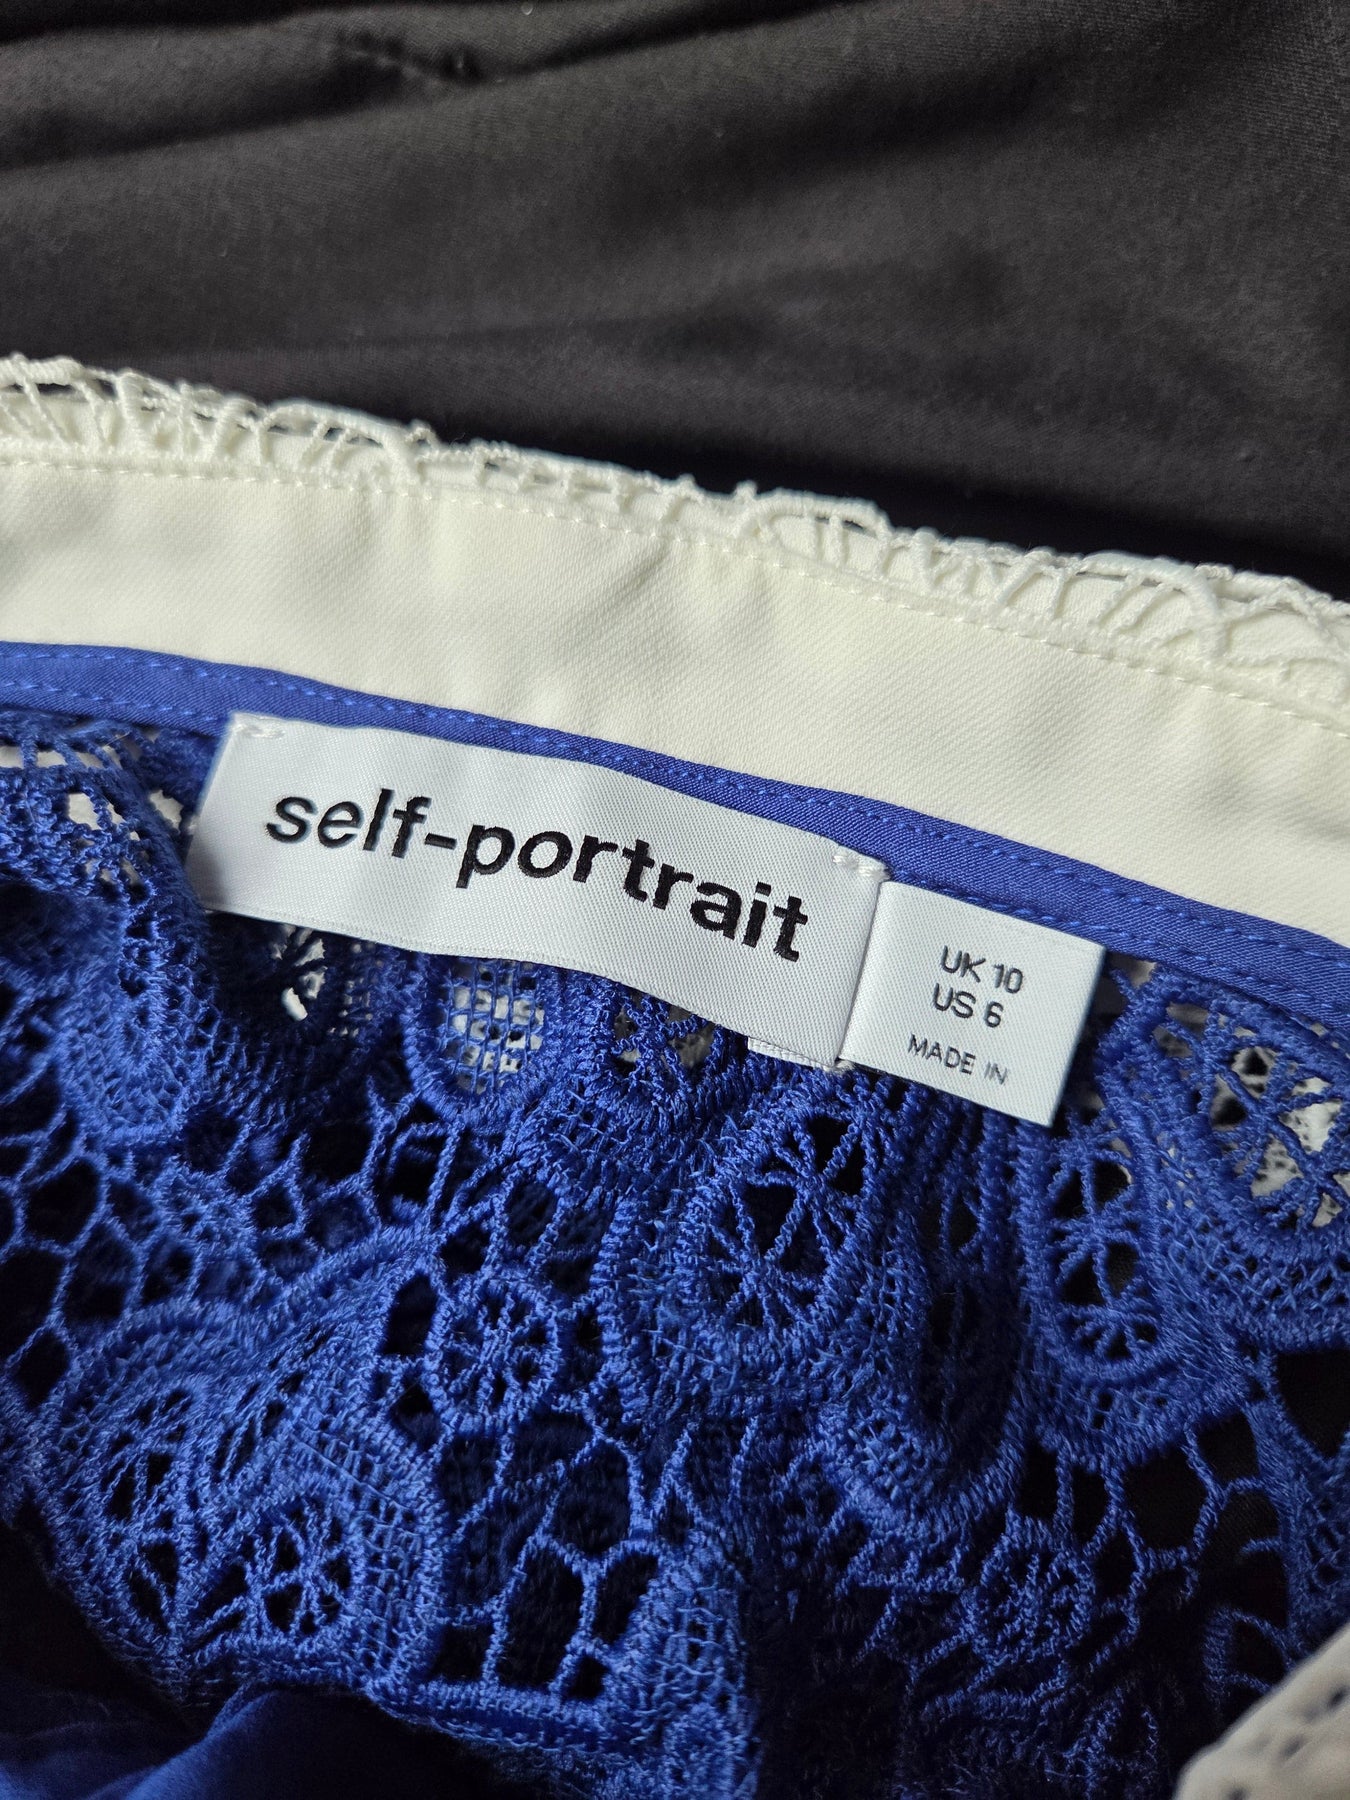 self-portrait
UK 10
US 6
MADE IN